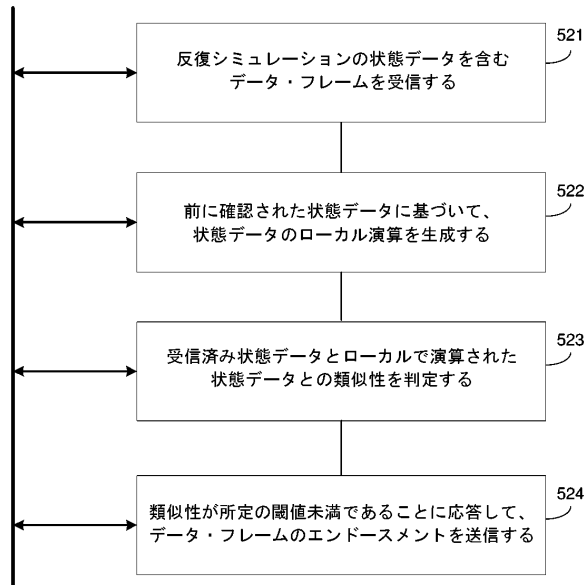 521
反復シミュレーションの状態データを含む
データ・フレームを受信する
522
前に確認された状態データに基づいて、
状態データのローカル演算を生成する
523
受信済み状態データとローカルで演算された
状態データとの類似性を判定する
524
類似性が所定の閾値未満であることに応答して、
データ・フレームのエンドースメントを送信する